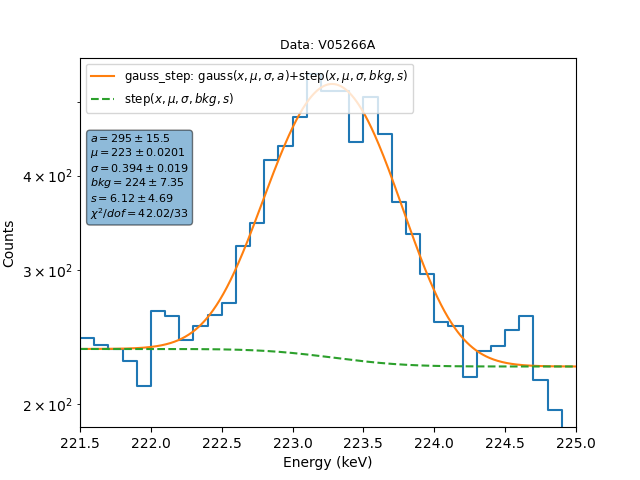 Data: V05266A
gauss_step: gauss(x, μ, σ, a)+step(x, μ, σ, bkg, s)
step(x, μ, σ, bkg, s)
a = 295 ± 15.5
μ = 223 ± 0.0201
σ = 0.394 ± 0.019
bkg = 224 ± 7.35
s = 6.12 ± 4.69
χ²/dof = 42.02/33
4 × 10²
3 × 10²
2 × 10²
Counts
221.5 222.0 222.5 223.0 223.5 224.0 224.5 225.0
Energy (keV)